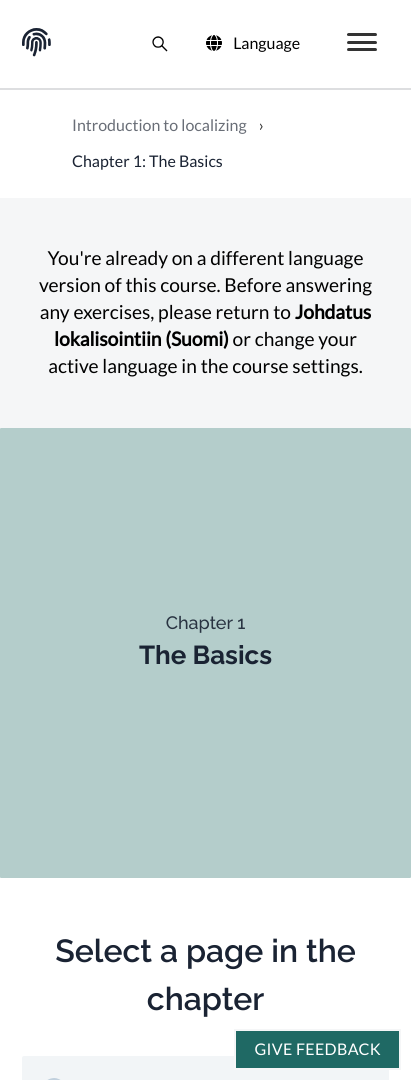 Language
Introduction to localizing ›
Chapter 1: The Basics
You're already on a different language
version of this course. Before answering
any exercises, please return to Johdatus
lokalisointiin (Suomi) or change your
active language in the course settings.
Chapter 1
The Basics
Select a page in the
chapter
GIVE FEEDBACK